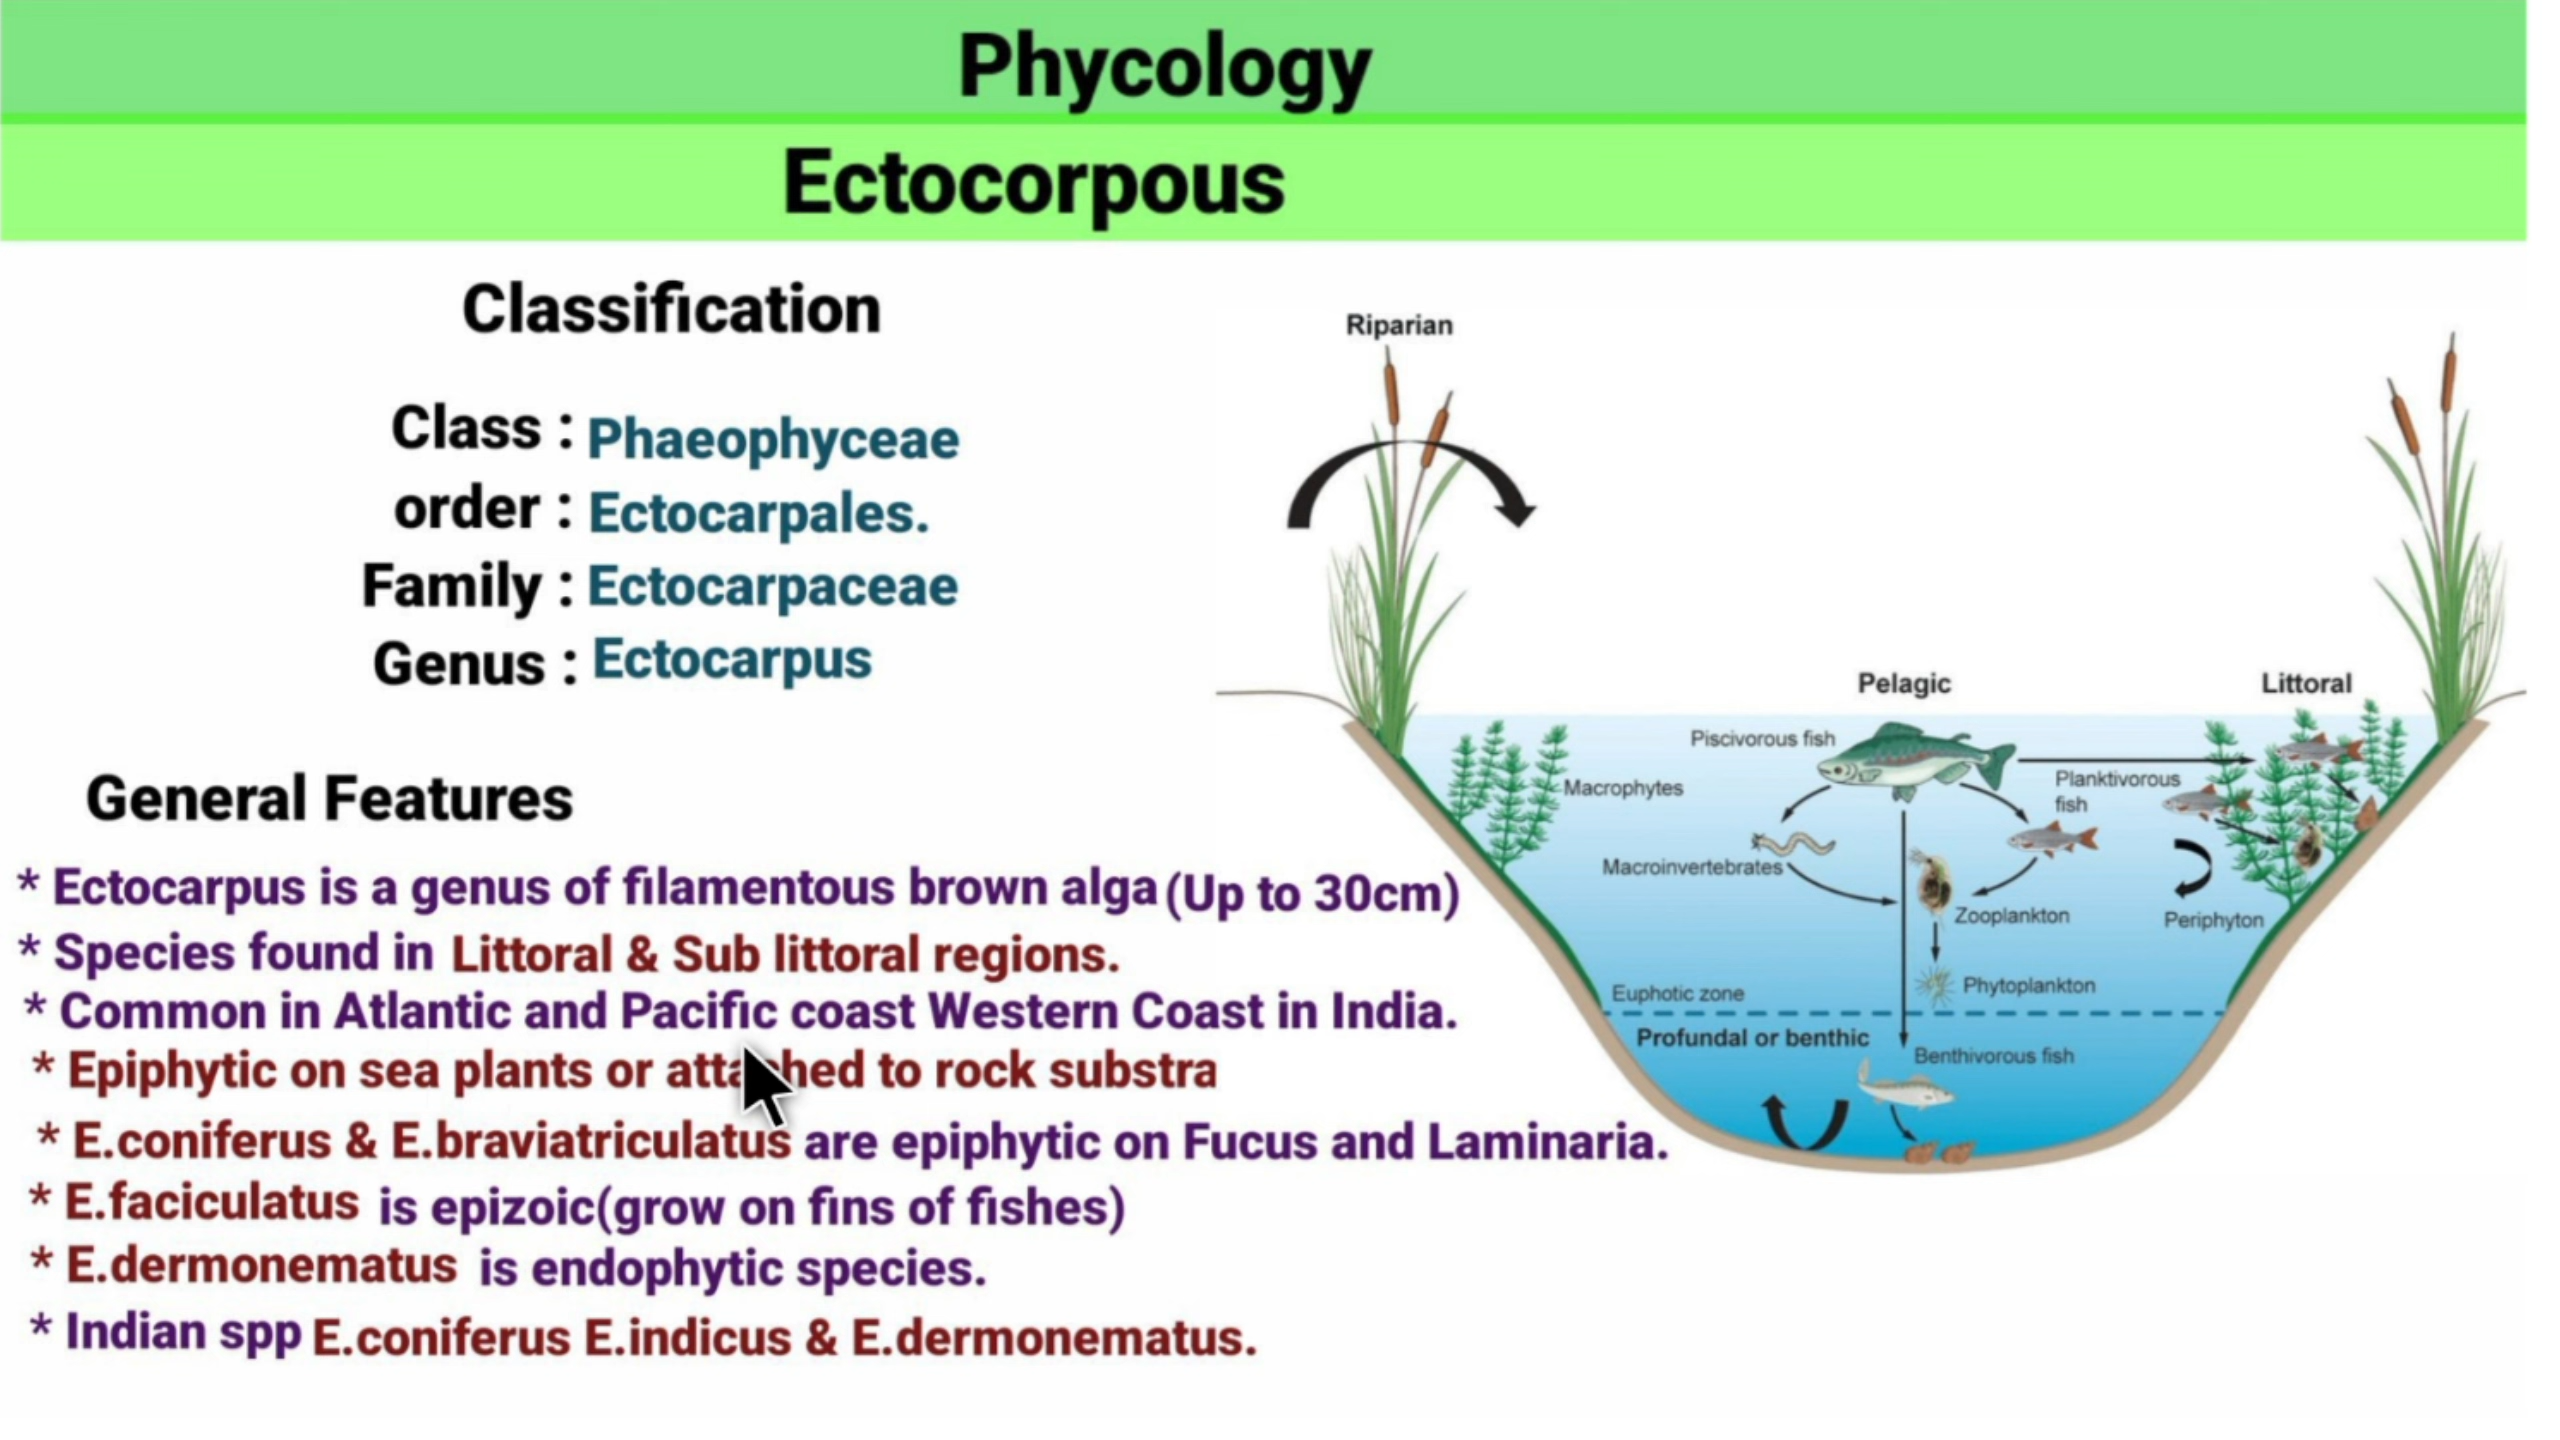 Phycology
Ectocorpous
Classification
Class : Phaeophyceae
order : Ectocarpales.
Family : Ectocarpaceae
Genus : Ectocarpus
General Features
* Ectocarpus is a genus of filamentous brown alga (Up to 30cm)
* Species found in Littoral & Sub littoral regions.
* Common in Atlantic and Pacific coast Western Coast in India.
* Epiphytic on sea plants or attached to rock substra
* E.coniferus & E.braviatriculatus are epiphytic on Fucus and Laminaria.
* E.faciculatus is epizoic(grow on fins of fishes)
* E.dermonematus is endophytic species.
* Indian spp E.coniferus E.indicus & E.dermonematus.
Riparian
Pelagic
Littoral
Piscivorous fish
Macrophytes
Planktivorous
fish
Macroinvertebrates
Zooplankton
Periphyton
Phytoplankton
Euphotic zone
Profundal or benthic
Benthivorous fish